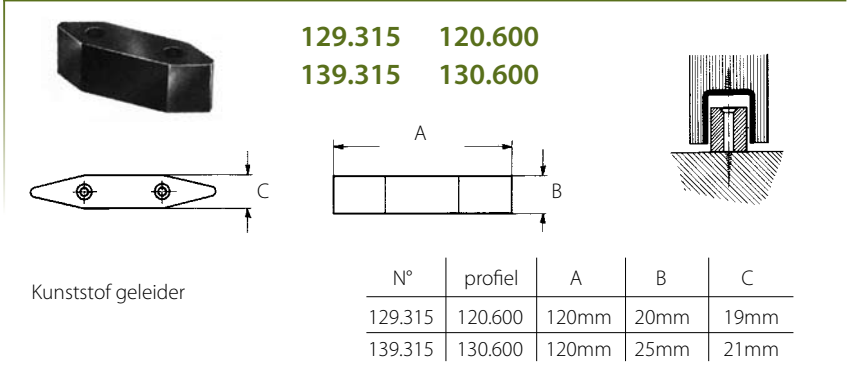 129.315 120.600
139.315 130.600
A
C
B
Kunststof geleider
N° profiel A B C
129.315 120.600 120mm 20mm 19mm
139.315 130.600 120mm 25mm 21mm